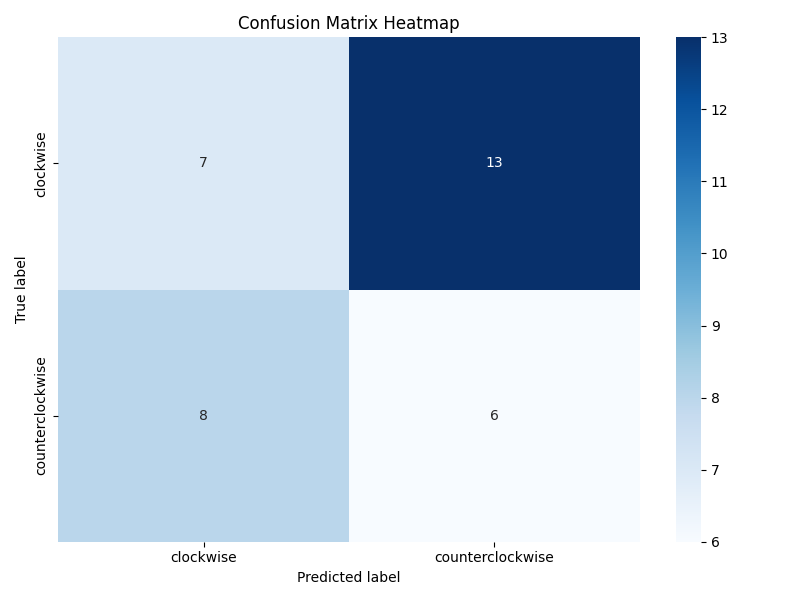 Confusion Matrix Heatmap
True label
clockwise
counterclockwise
7
13
8
6
clockwise
counterclockwise
Predicted label
13
12
11
10
9
8
7
6